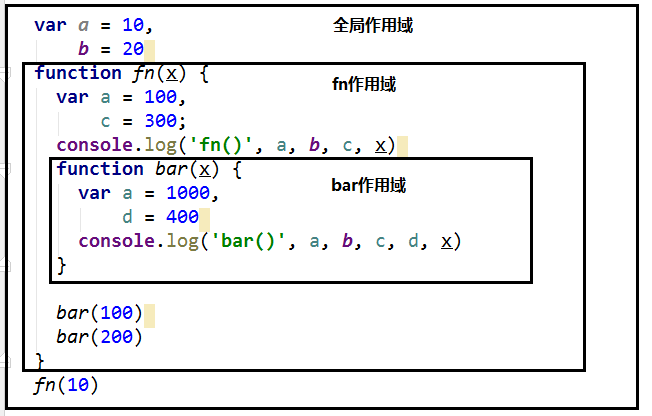 var a = 10,    全局作用域
    b = 20
function fn(x) {    fn作用域
  var a = 100,
      c = 300;
  console.log('fn()', a, b, c, x)
  function bar(x) {    bar作用域
    var a = 1000,
        d = 400
    console.log('bar()', a, b, c, d, x)
  }
  bar(100)
  bar(200)
}
fn(10)